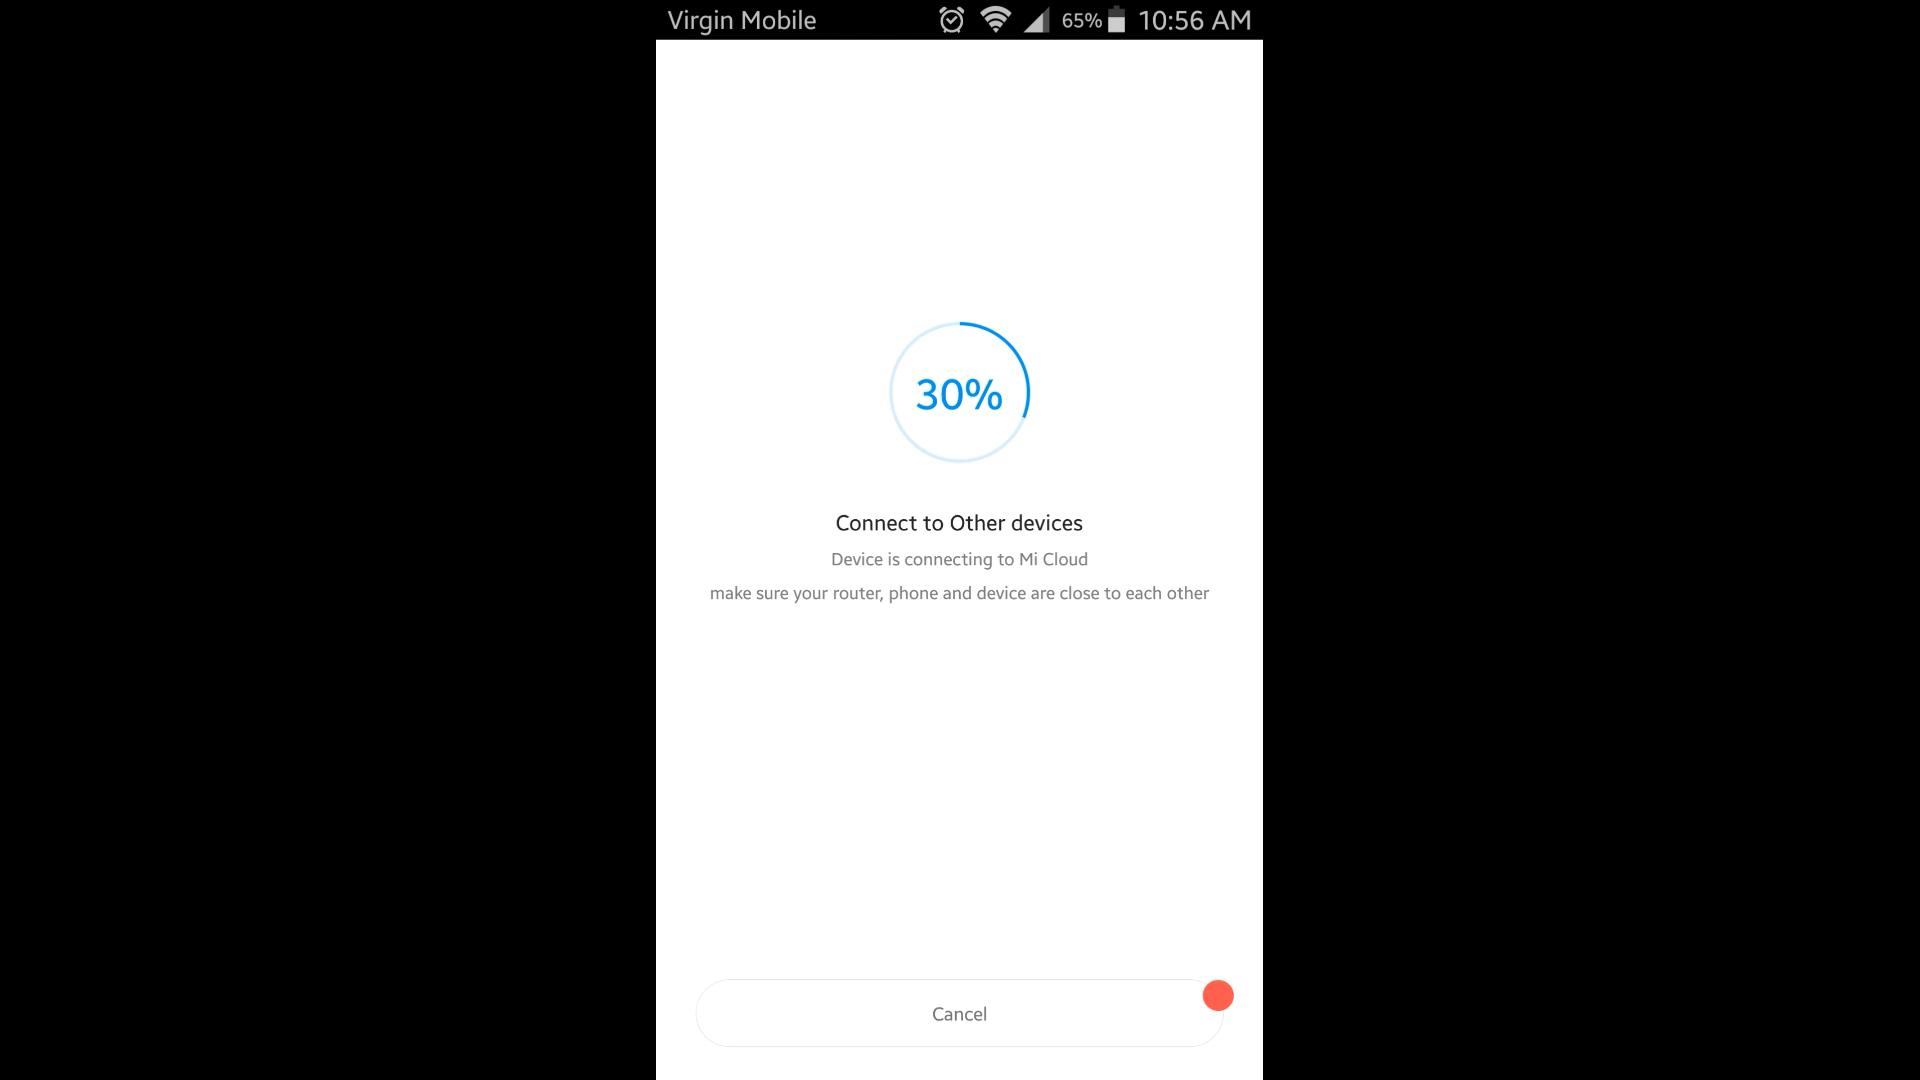 Virgin Mobile 65% 10:56 AM
30%
Connect to Other devices
Device is connecting to Mi Cloud
make sure your router, phone and device are close to each other
Cancel